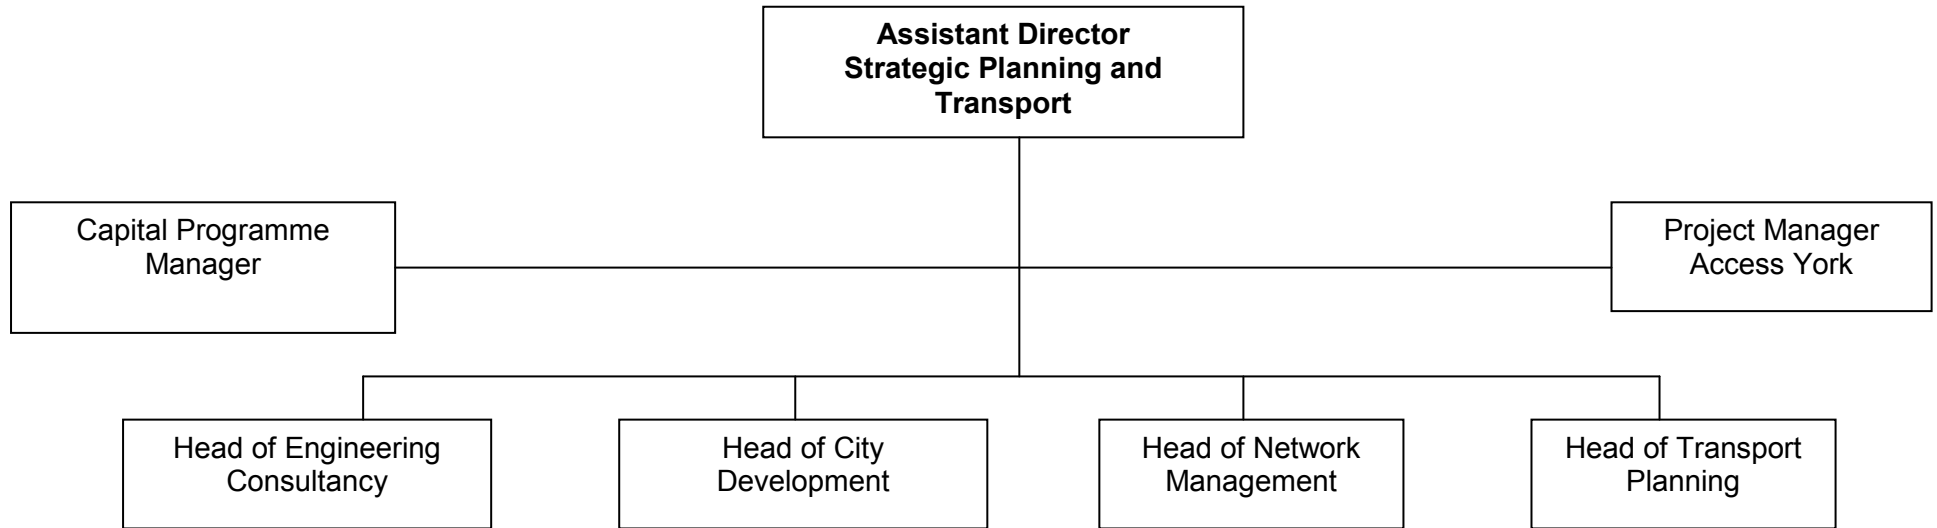 Assistant Director
Strategic Planning and
Transport
Capital Programme
Manager
Project Manager
Access York
Head of Engineering
Consultancy
Head of City
Development
Head of Network
Management
Head of Transport
Planning